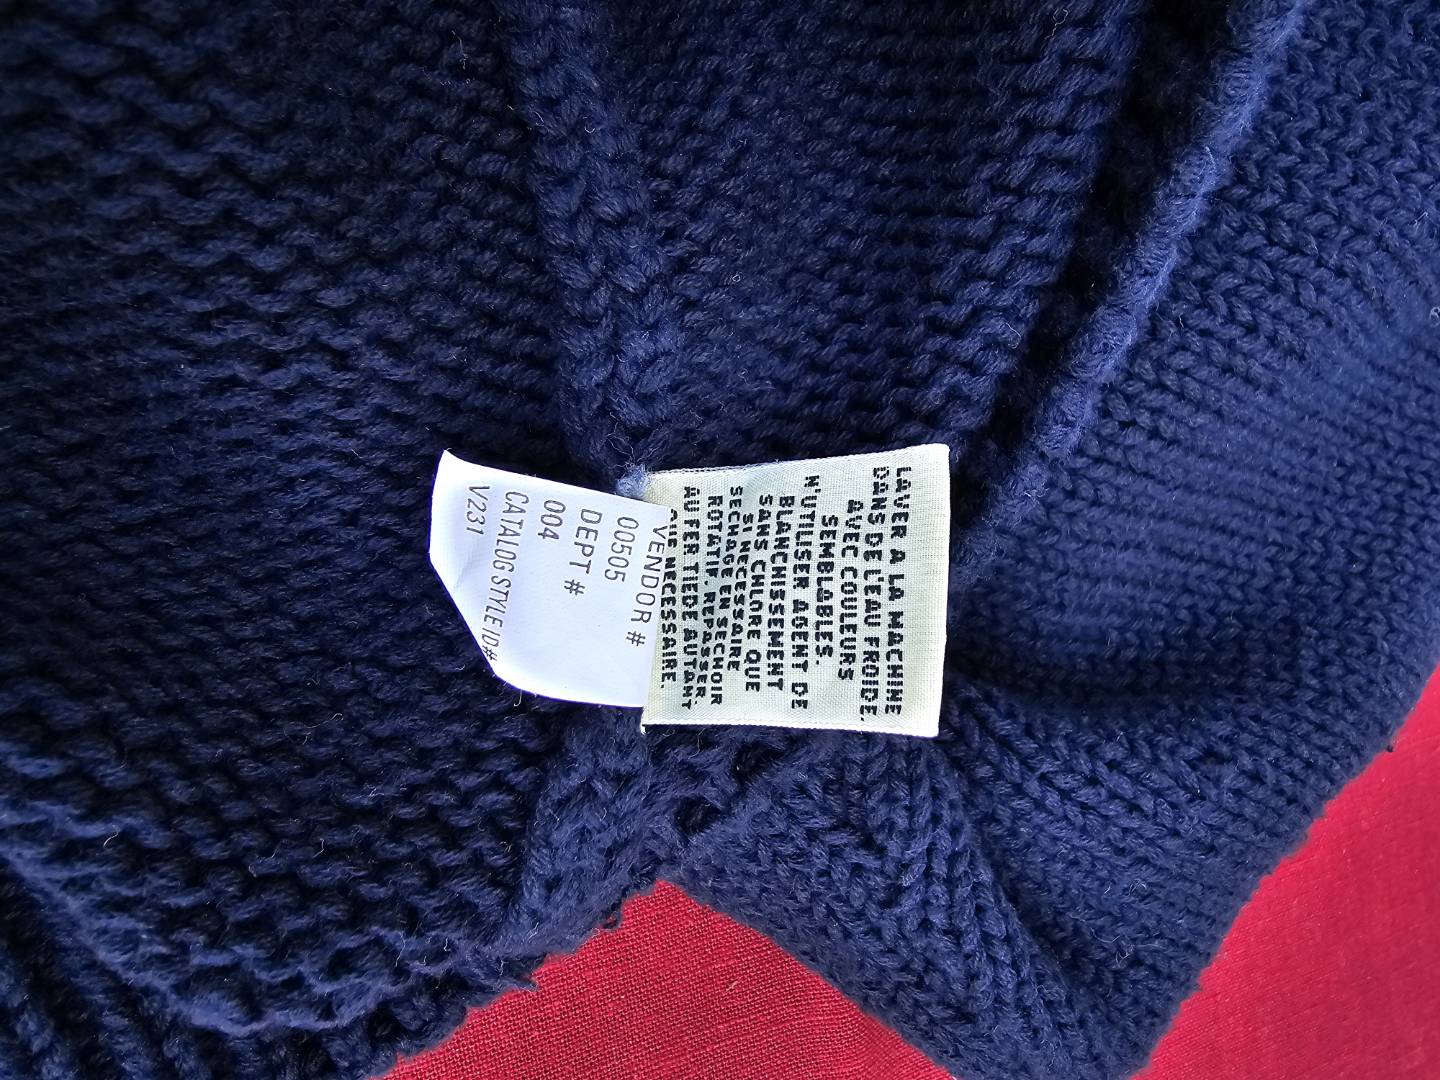 VENDOR #
00505
DEPT #
004
CATALOG STYLE ID#
V231
LAVER A LA MACHINE
DANS DE L'EAU FROIDE,
AVEC COULEURS
SEMBLABLES.
N'UTILISER AGENT DE
BLANCHISSEMENT
SANS CHLORE QUE
SI NECESSAIRE
SECHAGE EN SECHOIR
ROTATIF. REPASSER.
AU FER TIEDE AUTANT
QUE NECESSAIRE.